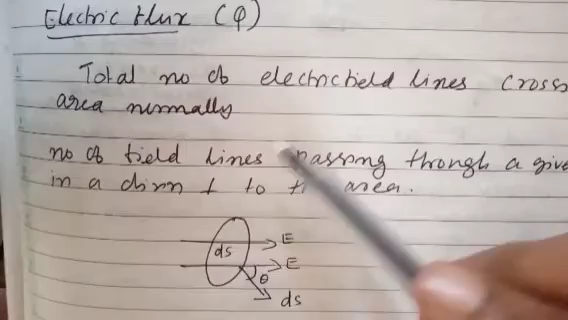 Electric flux (φ)
Total no of electric field lines cross
area normally
no of field lines passing through a give
in a dirn ⊥ to the area.
ds E
E
θ
ds